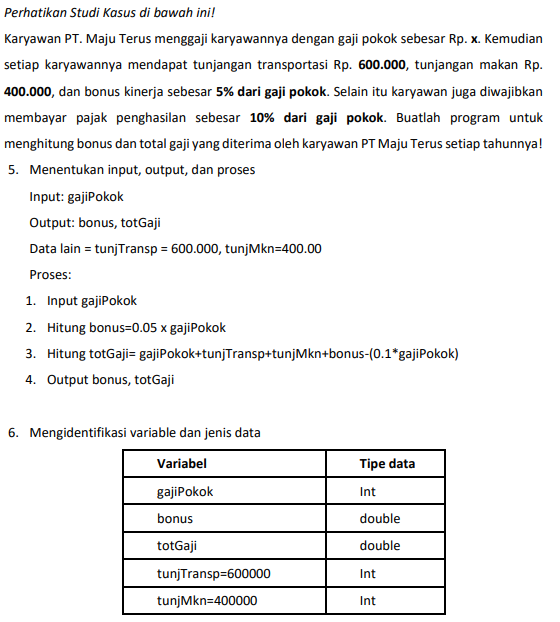 Perhatikan Studi Kasus di bawah ini!
Karyawan PT. Maju Terus menggaji karyawannya dengan gaji pokok sebesar Rp. x. Kemudian
setiap karyawannya mendapat tunjangan transportasi Rp. 600.000, tunjangan makan Rp.
400.000, dan bonus kinerja sebesar 5% dari gaji pokok. Selain itu karyawan juga diwajibkan
membayar pajak penghasilan sebesar 10% dari gaji pokok. Buatlah program untuk
menghitung bonus dan total gaji yang diterima oleh karyawan PT Maju Terus setiap tahunnya!
5. Menentukan input, output, dan proses
Input: gajiPokok
Output: bonus, totGaji
Data lain = tunjTransp = 600.000, tunjMkn=400.00
Proses:
1. Input gajiPokok
2. Hitung bonus=0.05 x gajiPokok
3. Hitung totGaji= gajiPokok+tunjTransp+tunjMkn+bonus-(0.1*gajiPokok)
4. Output bonus, totGaji
6. Mengidentifikasi variable dan jenis data
Variabel Tipe data
gajiPokok Int
bonus double
totGaji double
tunjTransp=600000 Int
tunjMkn=400000 Int